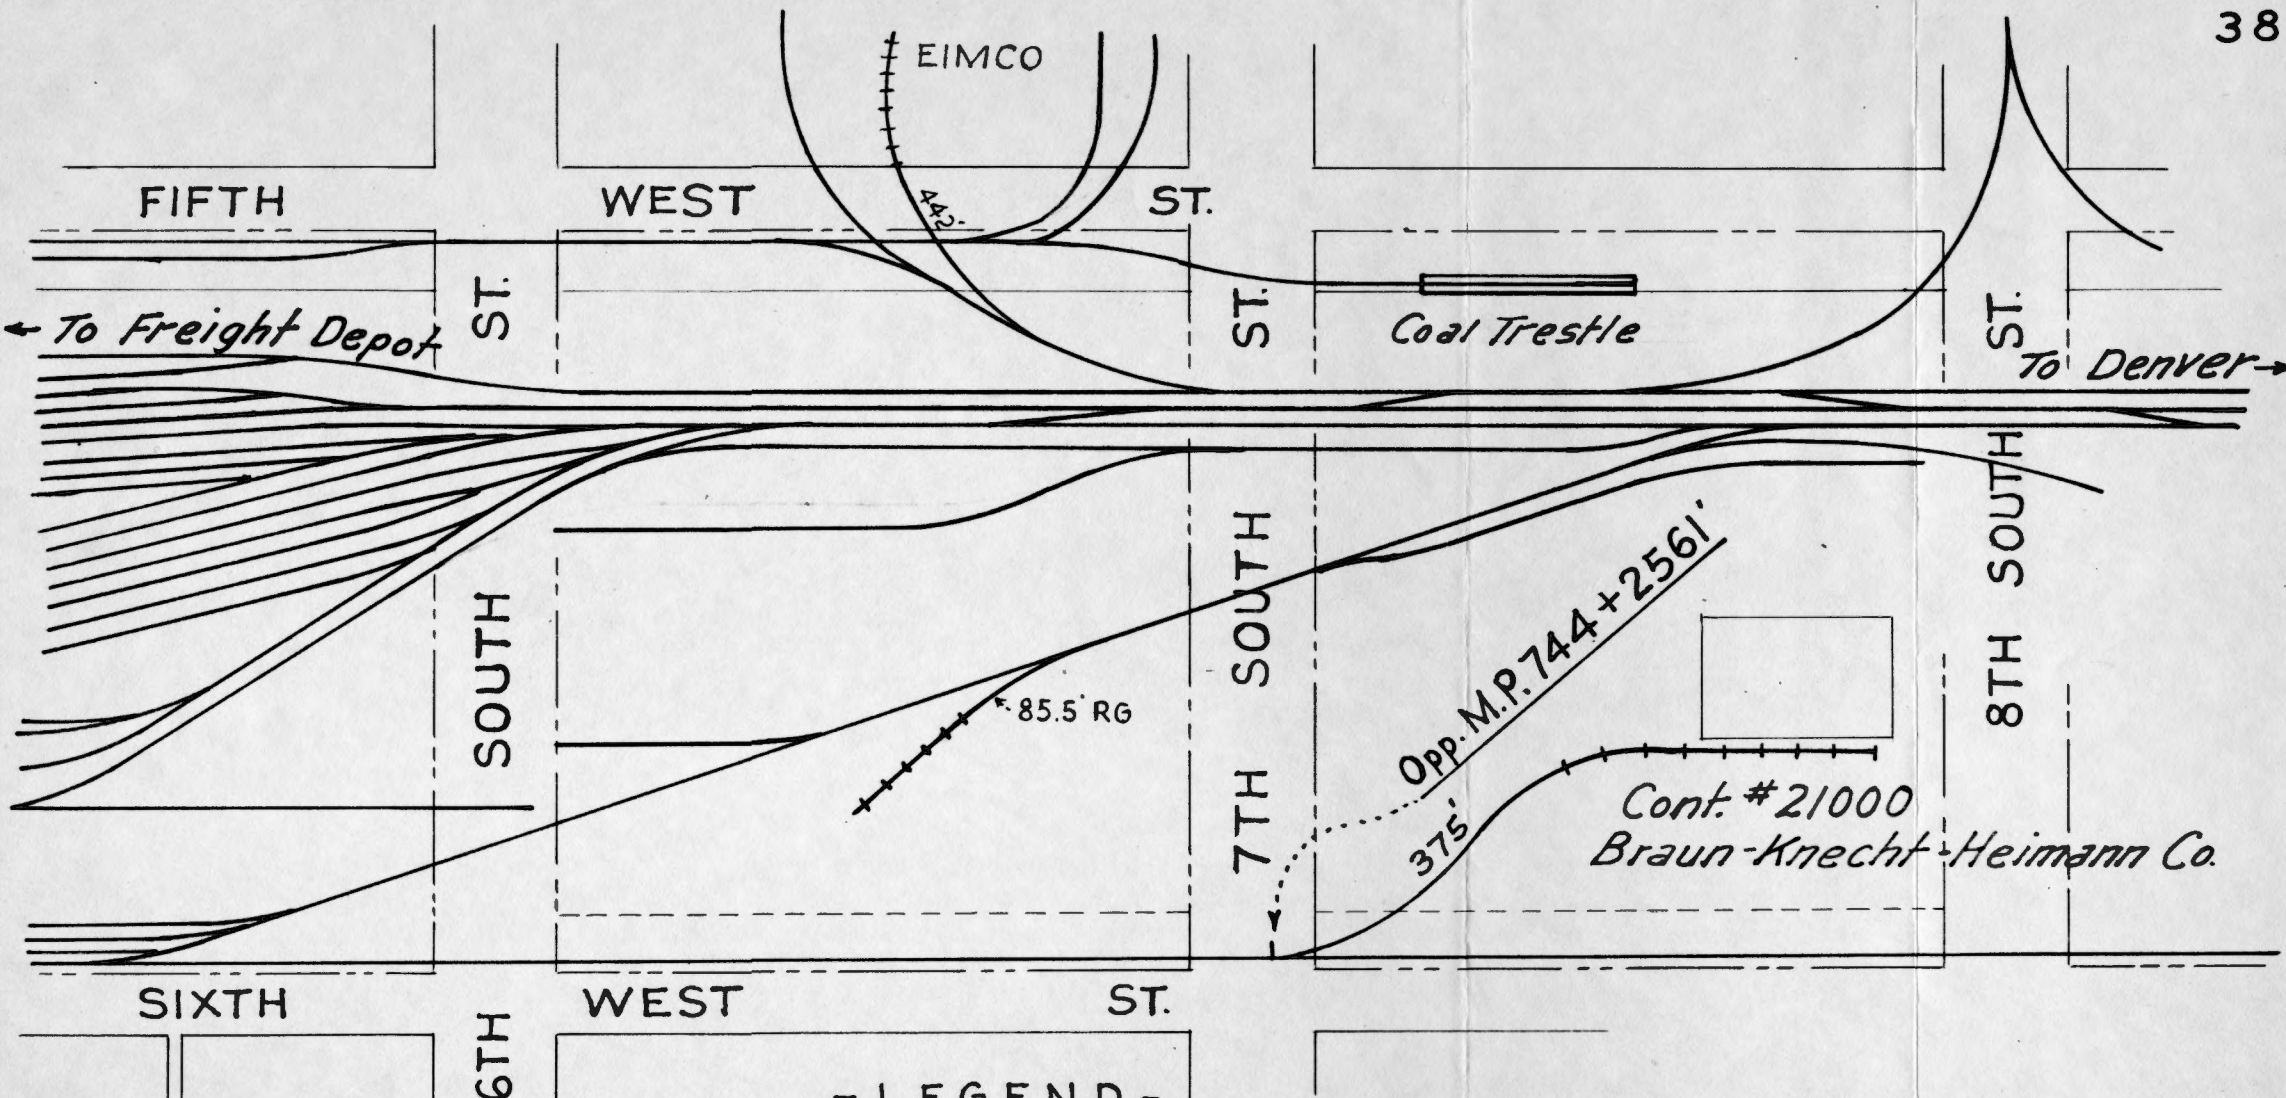 38
EIMCO
FIFTH WEST ST.
442'
← To Freight Depot
ST.
ST.
ST.
Coal Trestle
To Denver →
SOUTH
7TH SOUTH
8TH SOUTH
85.5' RG
Opp. M.P. 744 + 2561'
375'
Cont. #21000
Braun-Knecht-Heimann Co.
SIXTH WEST ST.
6TH
- LEGEND -